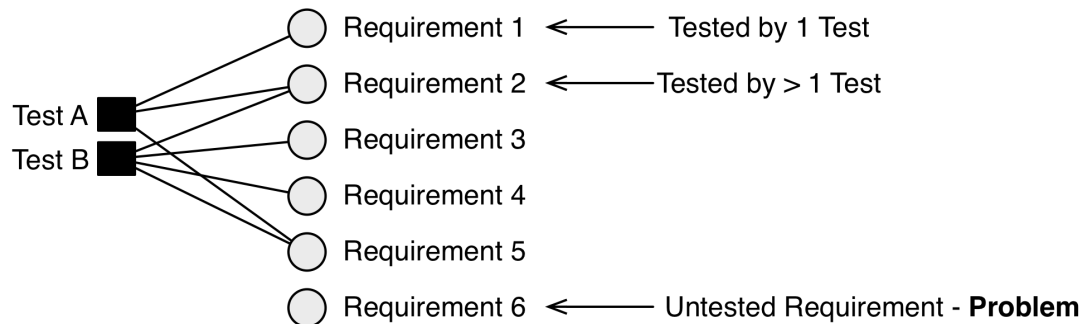 Requirement 1 Tested by 1 Test
Requirement 2 Tested by > 1 Test
Test A
Requirement 3
Test B
Requirement 4
Requirement 5
Requirement 6 Untested Requirement - Problem